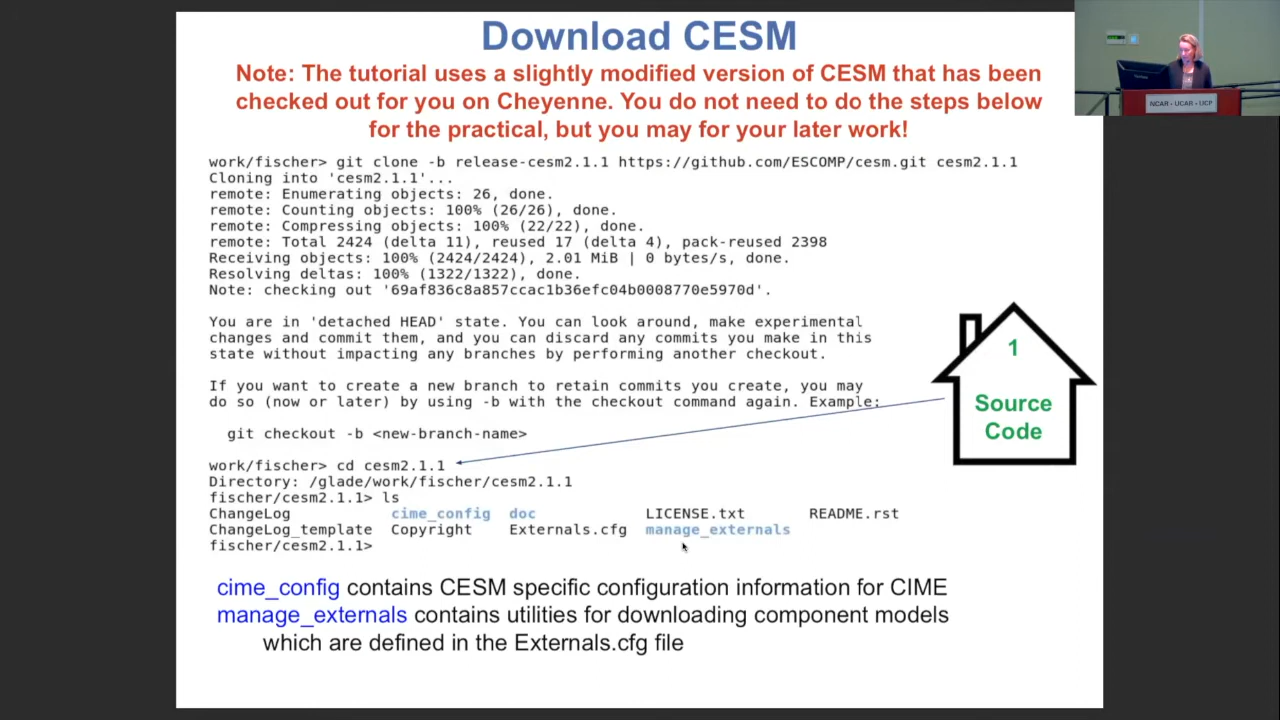 Download CESM
Note: The tutorial uses a slightly modified version of CESM that has been
checked out for you on Cheyenne. You do not need to do the steps below
for the practical, but you may for your later work!
work/fischer> git clone -b release-cesm2.1.1 https://github.com/ESCOMP/cesm.git cesm2.1.1
Cloning into 'cesm2.1.1'...
remote: Enumerating objects: 26, done.
remote: Counting objects: 100% (26/26), done.
remote: Compressing objects: 100% (22/22), done.
remote: Total 2424 (delta 11), reused 17 (delta 4), pack-reused 2398
Receiving objects: 100% (2424/2424), 2.01 MiB | 0 bytes/s, done.
Resolving deltas: 100% (1322/1322), done.
Note: checking out '69af836c8a857ccac1b36efc04b0008770e5970d'.
You are in 'detached HEAD' state. You can look around, make experimental
changes and commit them, and you can discard any commits you make in this
state without impacting any branches by performing another checkout.
If you want to create a new branch to retain commits you create, you may
do so (now or later) by using -b with the checkout command again. Example:
git checkout -b <new-branch-name>
work/fischer> cd cesm2.1.1
Directory: /glade/work/fischer/cesm2.1.1
fischer/cesm2.1.1> ls
ChangeLog cime_config doc LICENSE.txt README.rst
ChangeLog_template Copyright Externals.cfg manage_externals
fischer/cesm2.1.1>
1
Source
Code
cime_config contains CESM specific configuration information for CIME
manage_externals contains utilities for downloading component models
which are defined in the Externals.cfg file
NCAR • UCAR • UCP